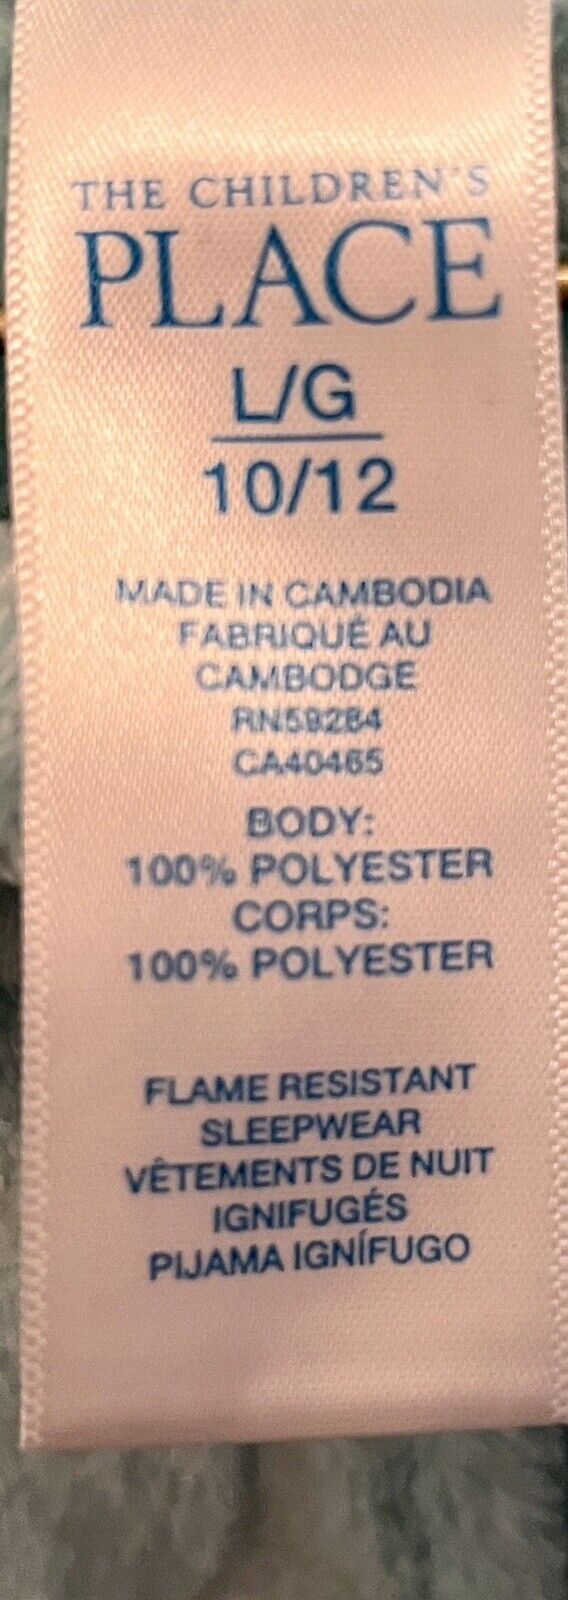 THE CHILDREN'S
PLACE
L/G
10/12
MADE IN CAMBODIA
FABRIQUÉ AU
CAMBODGE
RN59284
CA40465
BODY:
100% POLYESTER
CORPS:
100% POLYESTER
FLAME RESISTANT
SLEEPWEAR
VÊTEMENTS DE NUIT
IGNIFUGÉS
PIJAMA IGNÍFUGO